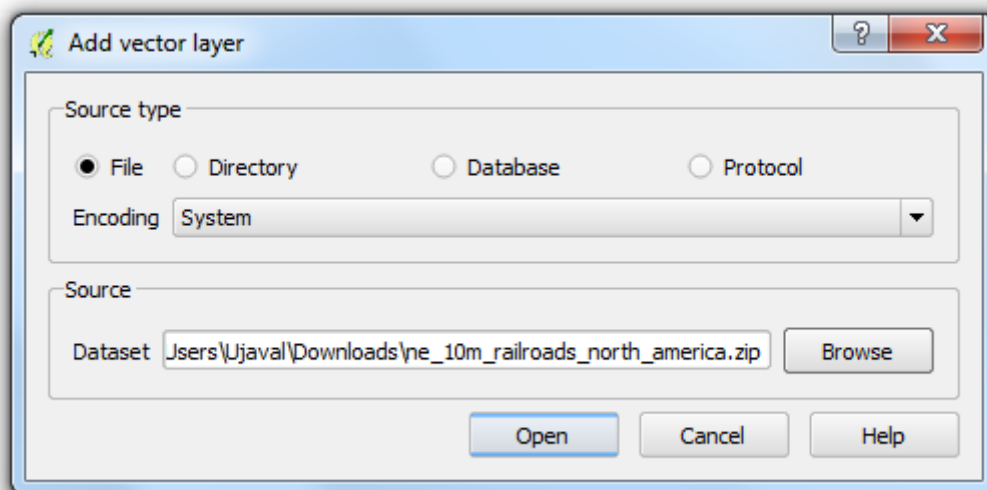 Add vector layer
Source type
File Directory Database Protocol
Encoding System
Source
Dataset Jsers\Ujaval\Downloads\ne_10m_railroads_north_america.zip Browse
Open Cancel Help